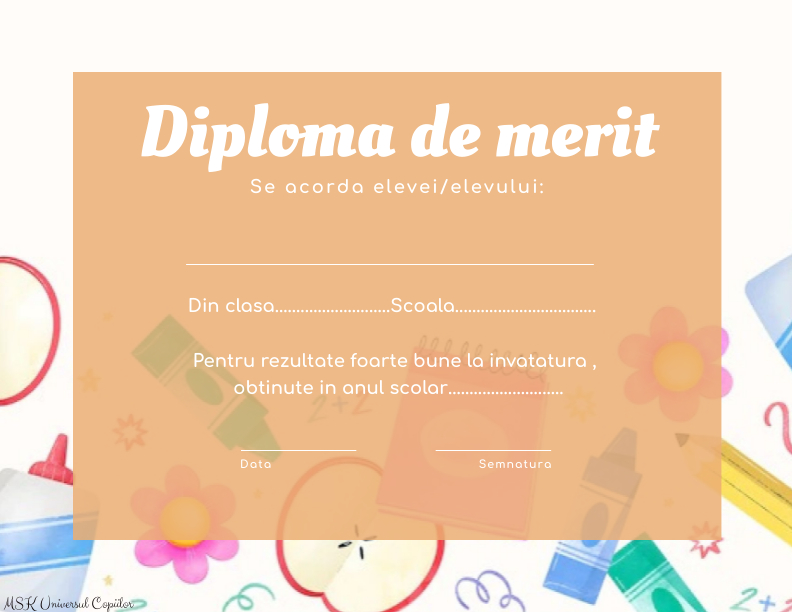 Diploma de merit
Se acorda elevei/elevului:
Din clasa...........................Scoala.................................
Pentru rezultate foarte bune la invatatura ,
obtinute in anul scolar...........................
2+2
Data Semnatura
2+2
MSK Universul Copiilor